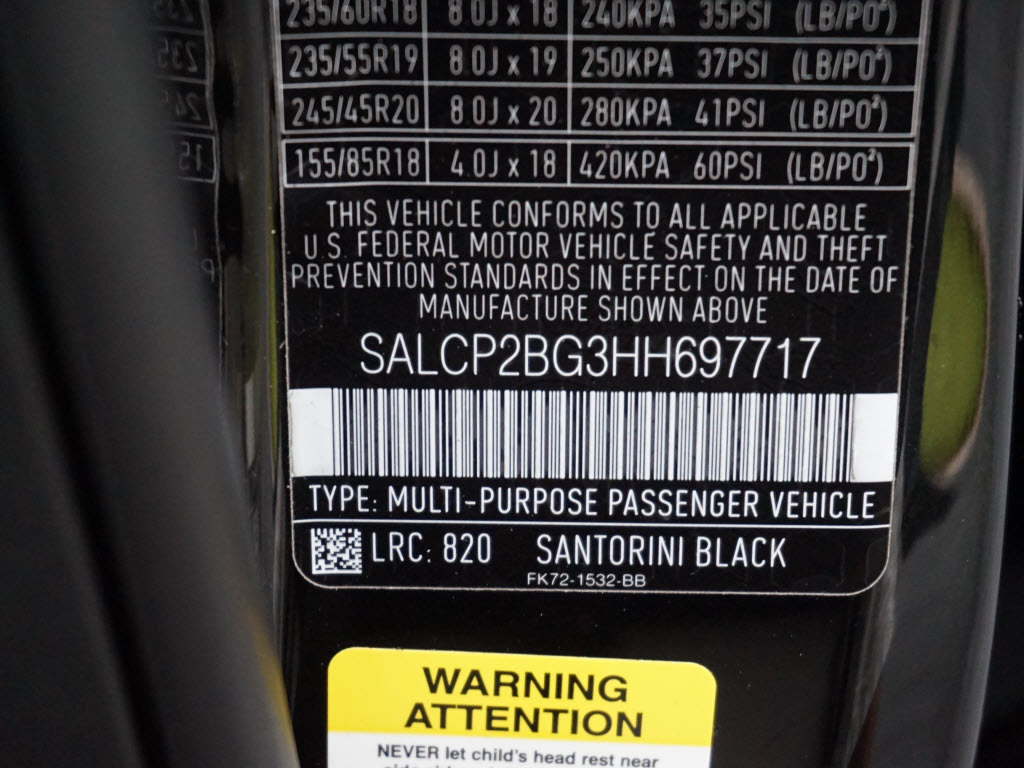 235/60R18 8.0J x 18 240KPA 35PSI (LB/PO²)
235/55R19 8.0J x 19 250KPA 37PSI (LB/PO²)
245/45R20 8.0J x 20 280KPA 41PSI (LB/PO²)
155/85R18 4.0J x 18 420KPA 60PSI (LB/PO²)
THIS VEHICLE CONFORMS TO ALL APPLICABLE
U.S. FEDERAL MOTOR VEHICLE SAFETY AND THEFT
PREVENTION STANDARDS IN EFFECT ON THE DATE OF
MANUFACTURE SHOWN ABOVE
SALCP2BG3HH697717
TYPE: MULTI-PURPOSE PASSENGER VEHICLE
LRC: 820 SANTORINI BLACK
FK72-1532-BB
WARNING
ATTENTION
NEVER let child's head rest near